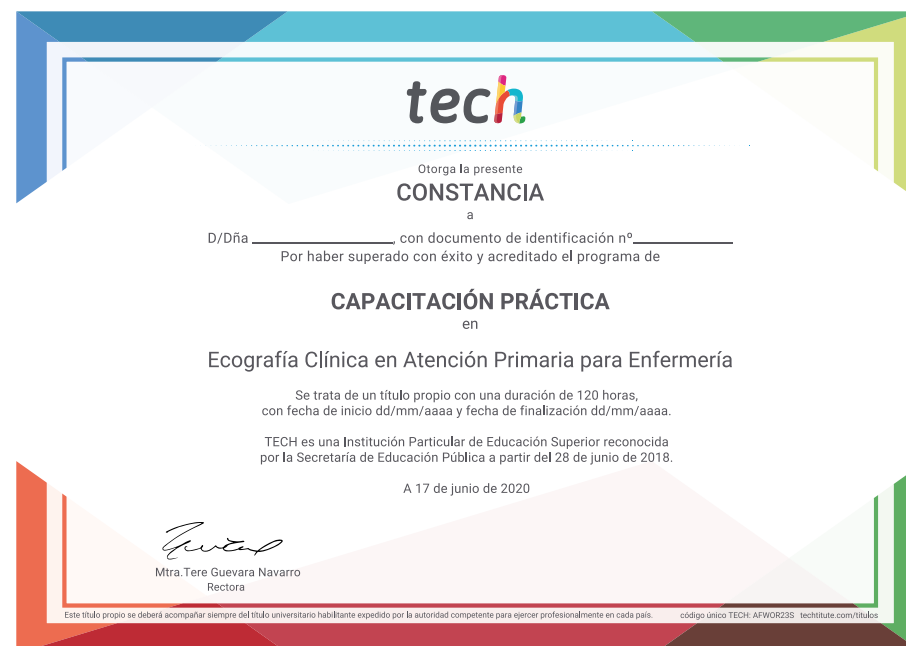 tech
Otorga la presente
CONSTANCIA
a
D/Dña ____________________, con documento de identificación nº______________
Por haber superado con éxito y acreditado el programa de
CAPACITACIÓN PRÁCTICA
en
Ecografía Clínica en Atención Primaria para Enfermería
Se trata de un título propio con una duración de 120 horas,
con fecha de inicio dd/mm/aaaa y fecha de finalización dd/mm/aaaa.
TECH es una Institución Particular de Educación Superior reconocida
por la Secretaría de Educación Pública a partir del 28 de junio de 2018.
A 17 de junio de 2020
Mtra.Tere Guevara Navarro
Rectora
Este título propio se deberá acompañar siempre del título universitario habilitante expedido por la autoridad competente para ejercer profesionalmente en cada país. código único TECH: AFWOR23S techtitute.com/titulos